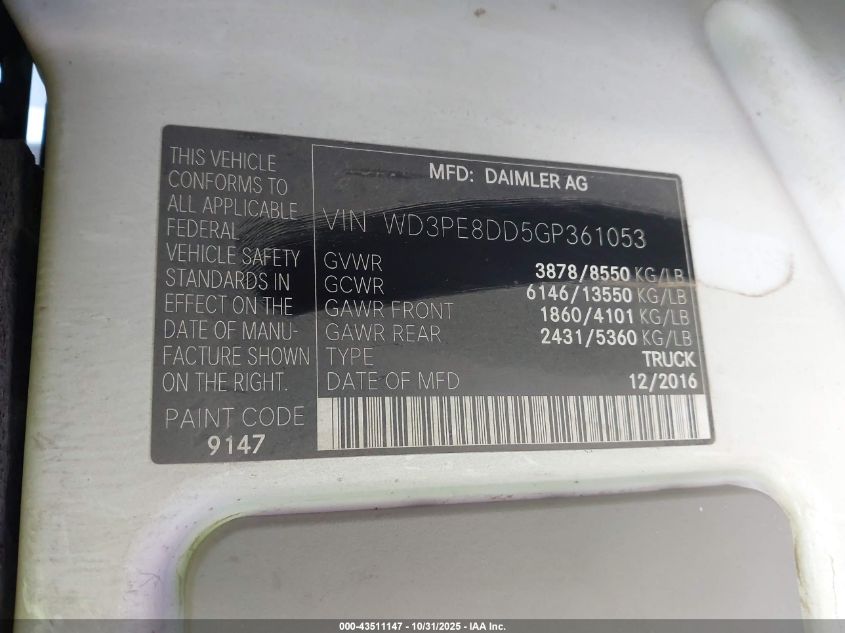 THIS VEHICLE
CONFORMS TO
ALL APPLICABLE
FEDERAL
VEHICLE SAFETY
STANDARDS IN
EFFECT ON THE
DATE OF MANU-
FACTURE SHOWN
ON THE RIGHT.
PAINT CODE
9147
MFD: DAIMLER AG
VIN WD3PE8DD5GP361053
GVWR 3878/8550 KG/LB
GCWR 6146/13550 KG/LB
GAWR FRONT 1860/4101 KG/LB
GAWR REAR 2431/5360 KG/LB
TYPE TRUCK
DATE OF MFD 12/2016
000-43511147 - 10/31/2025 - IAA Inc.